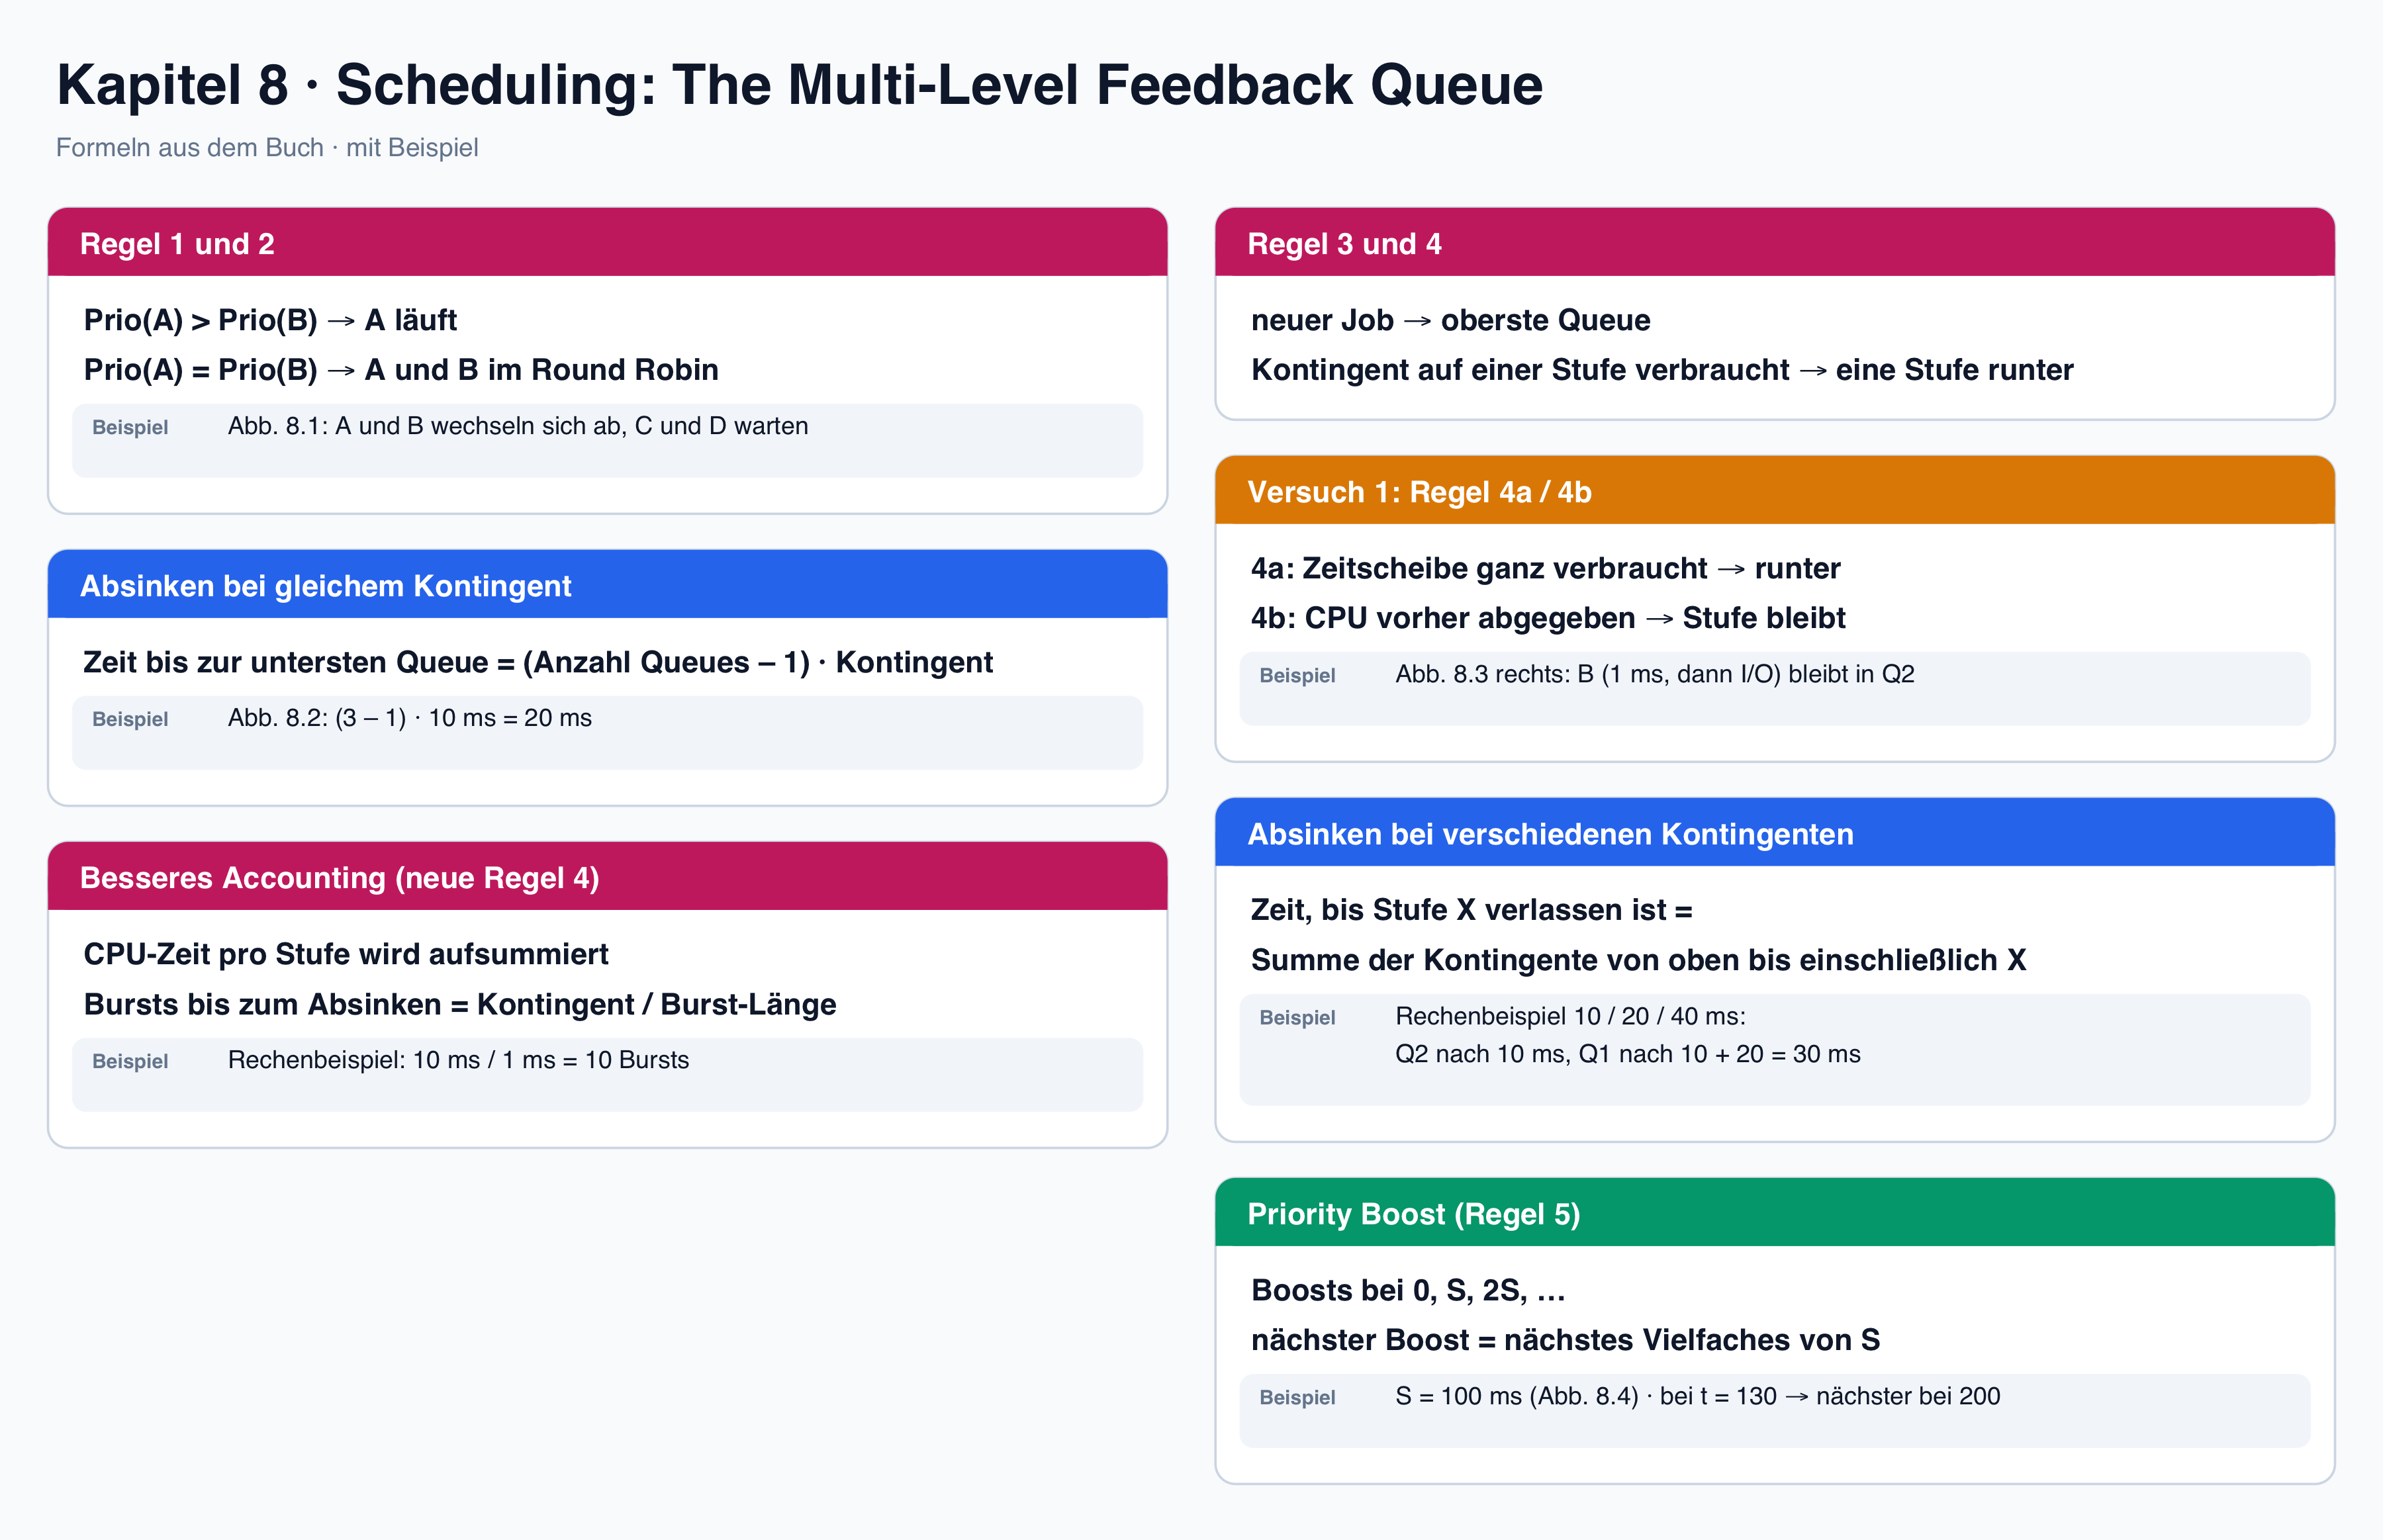 Kapitel 8 · Scheduling: The Multi-Level Feedback Queue
Formeln aus dem Buch · mit Beispiel
Regel 1 und 2
Prio(A) > Prio(B) → A läuft
Prio(A) = Prio(B) → A und B im Round Robin
Beispiel Abb. 8.1: A und B wechseln sich ab, C und D warten
Absinken bei gleichem Kontingent
Zeit bis zur untersten Queue = (Anzahl Queues – 1) · Kontingent
Beispiel Abb. 8.2: (3 – 1) · 10 ms = 20 ms
Besseres Accounting (neue Regel 4)
CPU-Zeit pro Stufe wird aufsummiert
Bursts bis zum Absinken = Kontingent / Burst-Länge
Beispiel Rechenbeispiel: 10 ms / 1 ms = 10 Bursts
Regel 3 und 4
neuer Job → oberste Queue
Kontingent auf einer Stufe verbraucht → eine Stufe runter
Versuch 1: Regel 4a / 4b
4a: Zeitscheibe ganz verbraucht → runter
4b: CPU vorher abgegeben → Stufe bleibt
Beispiel Abb. 8.3 rechts: B (1 ms, dann I/O) bleibt in Q2
Absinken bei verschiedenen Kontingenten
Zeit, bis Stufe X verlassen ist =
Summe der Kontingente von oben bis einschließlich X
Beispiel Rechenbeispiel 10 / 20 / 40 ms:
Q2 nach 10 ms, Q1 nach 10 + 20 = 30 ms
Priority Boost (Regel 5)
Boosts bei 0, S, 2S, …
nächster Boost = nächstes Vielfaches von S
Beispiel S = 100 ms (Abb. 8.4) · bei t = 130 → nächster bei 200